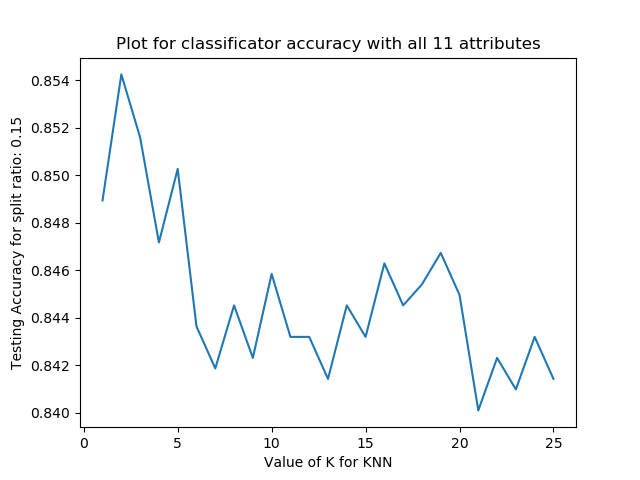 Plot for classificator accuracy with all 11 attributes
0.854
0.852
0.850
0.848
0.846
0.844
0.842
0.840
Testing Accuracy for split ratio: 0.15
0 5 10 15 20 25
Value of K for KNN